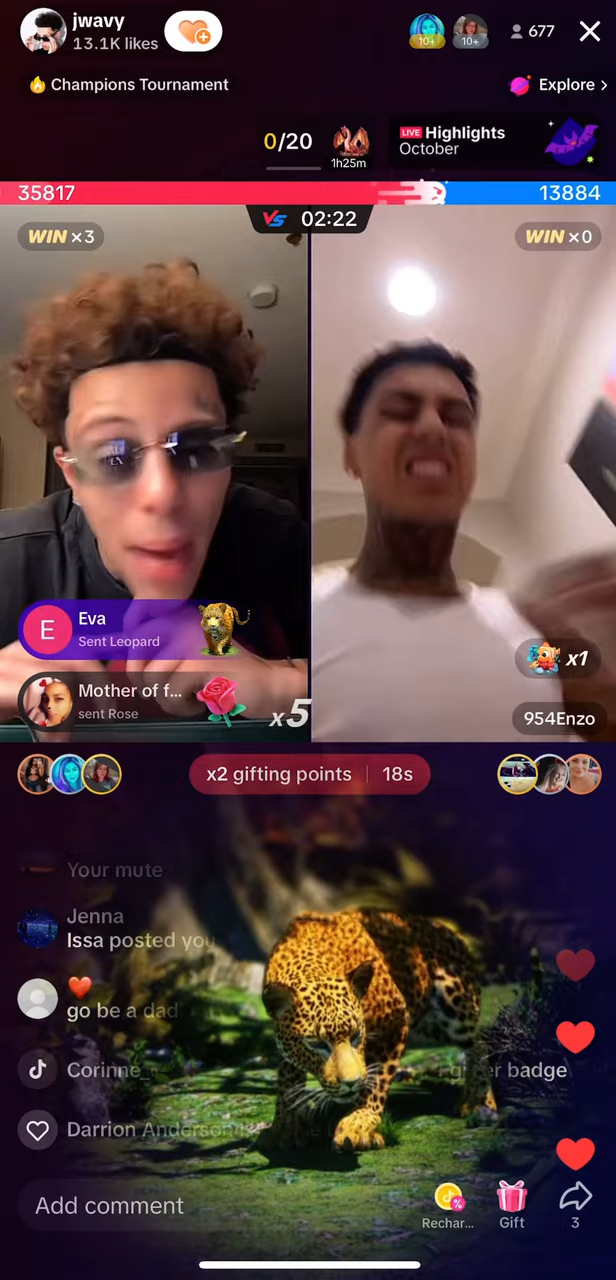 jwavy
13.1K likes
10+
10+
677
Champions Tournament
Explore >
0/20
1h25m
LIVE Highlights
October
35817
13884
VS 02:22
WIN x3
WIN x0
E
Eva
Sent Leopard
Mother of f...
sent Rose
x5
x1
954Enzo
x2 gifting points | 18s
Your mute
Jenna
Issa posted you
❤️
go be a dad
Corinne_
badge
Darrion Anderson
Add comment
Rechar...
Gift
3